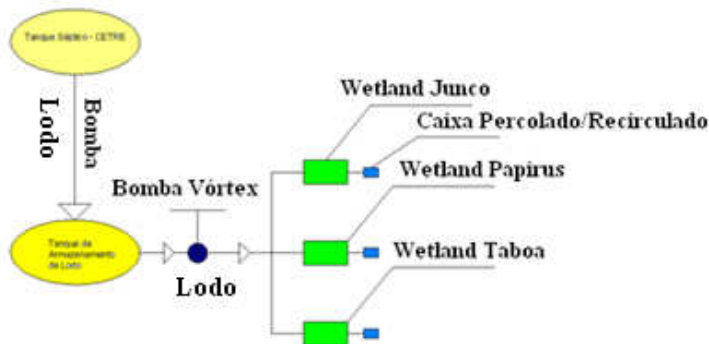 Tanque Séptico - CETRS
Lodo
Bomba
Wetland Junco
Caixa Percolado/Recirculado
Bomba Vórtex
Wetland Papirus
Tanque de
Armazenamento
de Lodo
Lodo
Wetland Taboa